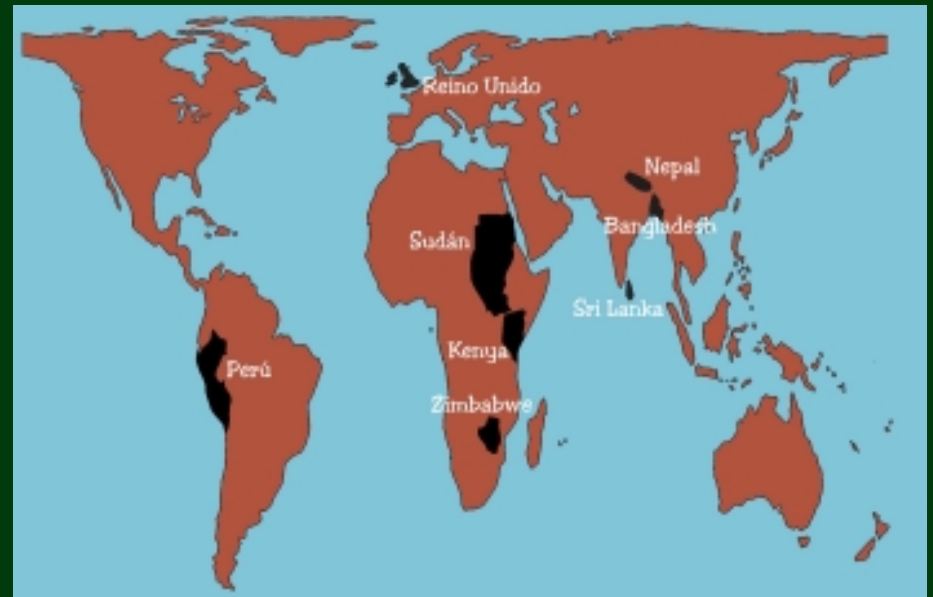 Reino Unido
Nepal
Bangladesh
Sudán
Sri Lanka
Kenya
Perú
Zimbabwe